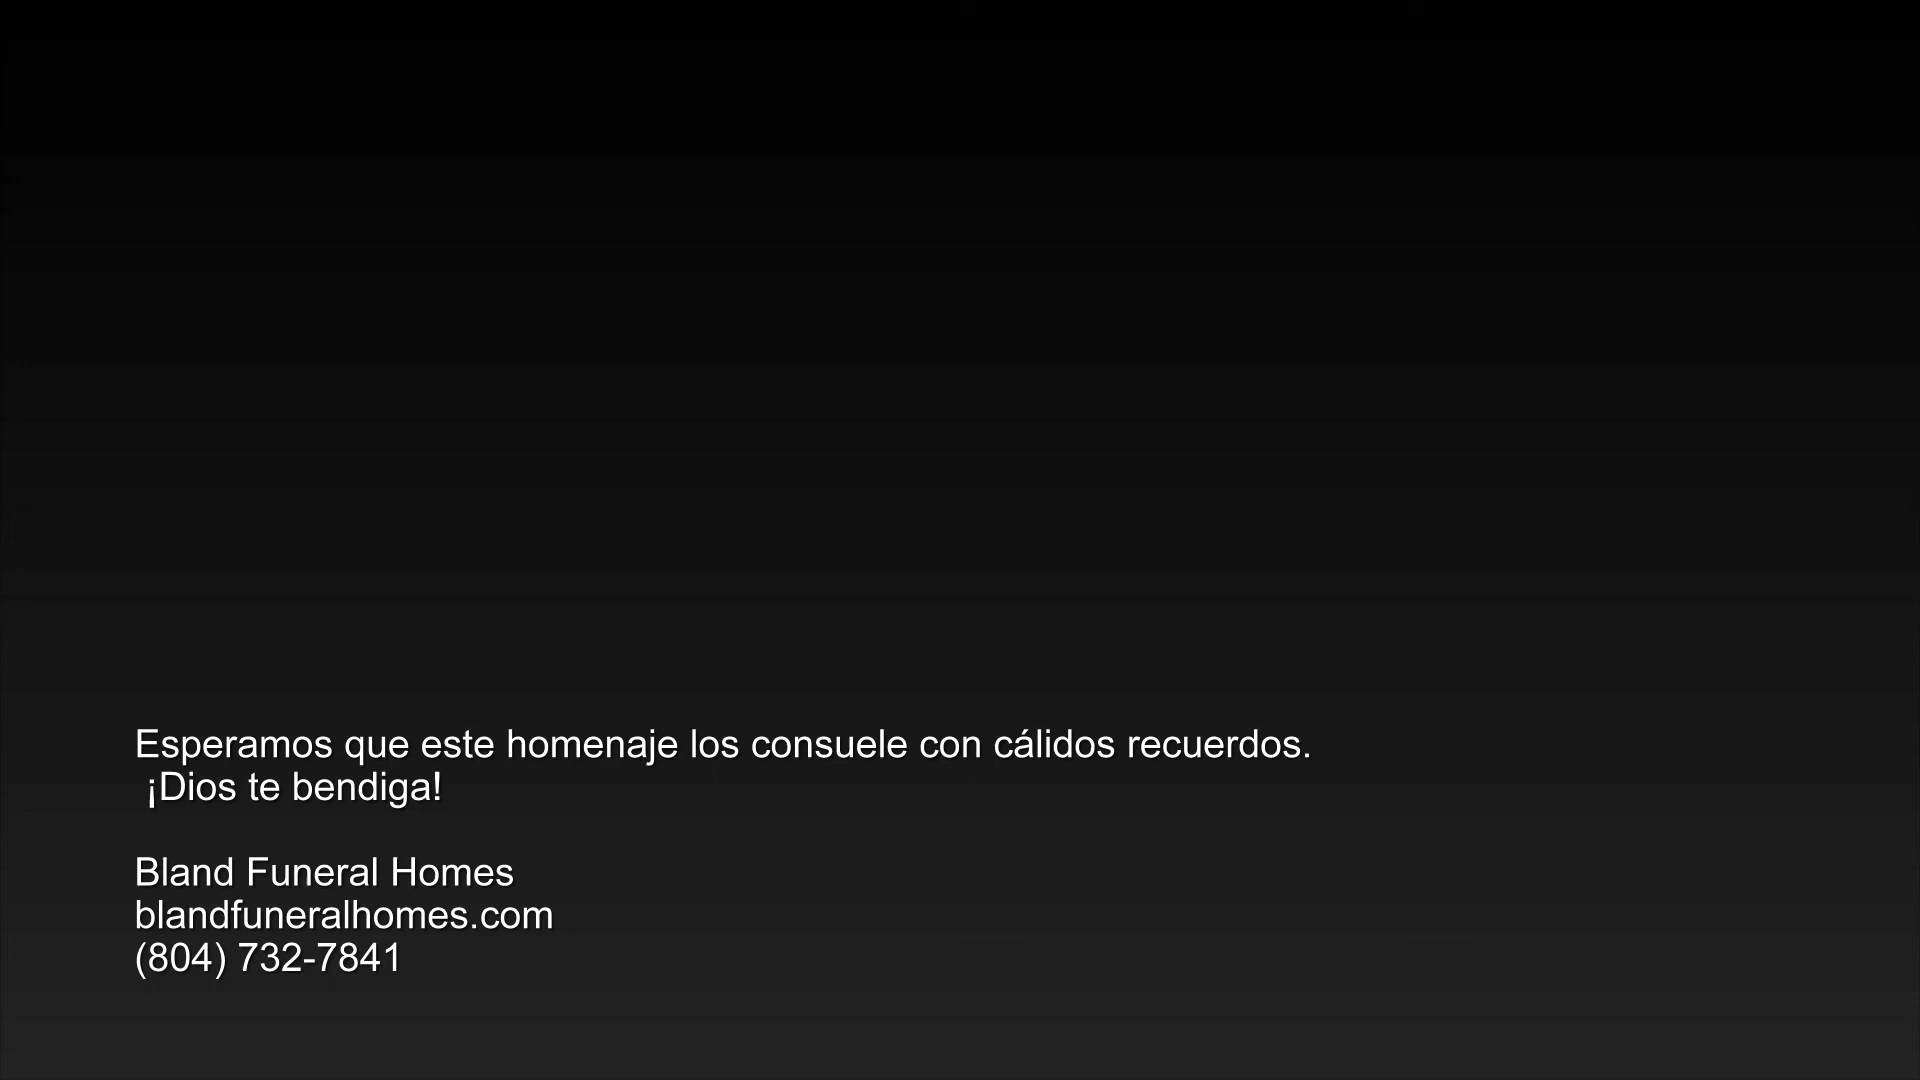 Esperamos que este homenaje los consuele con cálidos recuerdos.
¡Dios te bendiga!
Bland Funeral Homes
blandfuneralhomes.com
(804) 732-7841